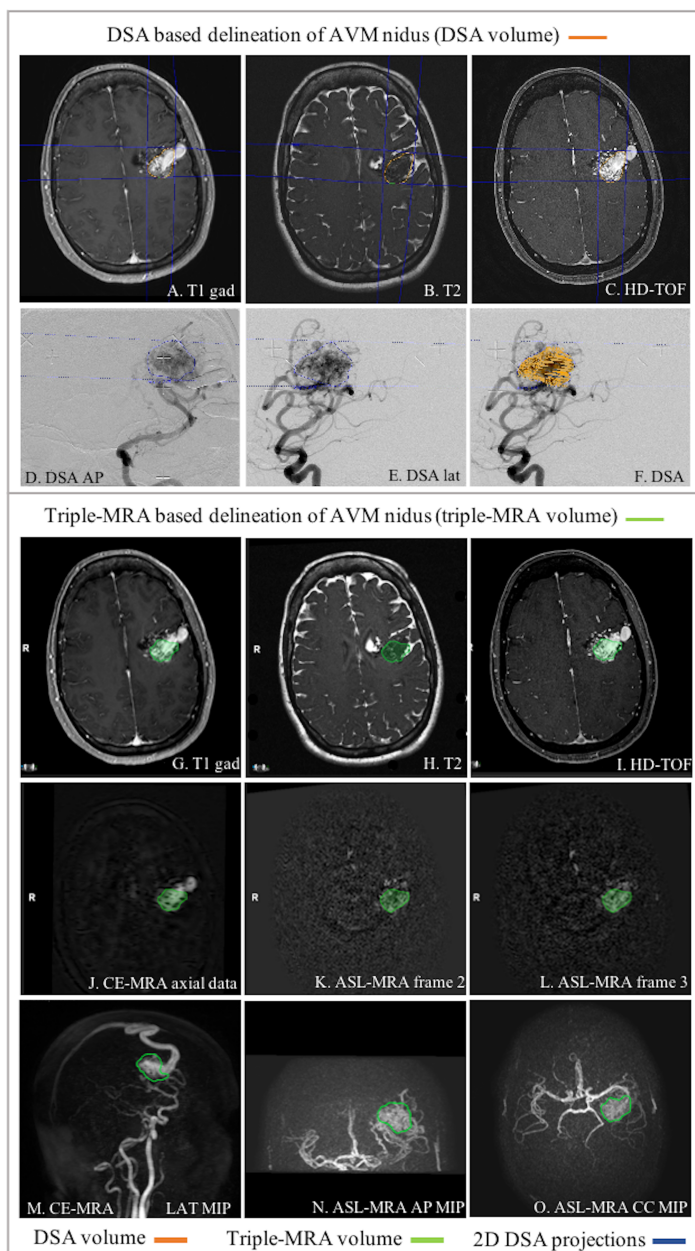 DSA based delineation of AVM nidus (DSA volume)
A. T1 gad
B. T2
C. HD-TOF
D. DSA AP
E. DSA lat
F. DSA
Triple-MRA based delineation of AVM nidus (triple-MRA volume)
R
G. T1 gad
R
H. T2
R
I. HD-TOF
R
J. CE-MRA axial data
R
K. ASL-MRA frame 2
R
L. ASL-MRA frame 3
M. CE-MRA LAT MIP
N. ASL-MRA AP MIP
O. ASL-MRA CC MIP
DSA volume
Triple-MRA volume
2D DSA projections